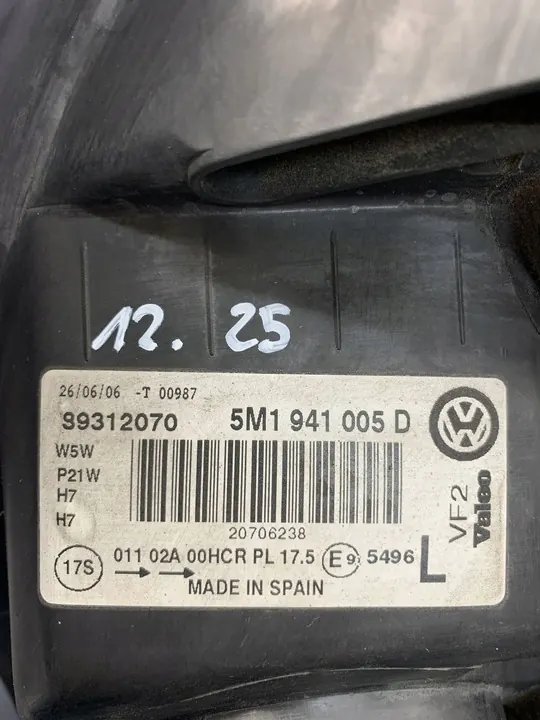 12. 25
26/06/06 -T 00987
89312070 5M1 941 005 D
W5W
P21W
H7
H7
20706238
VF2
Valeo
17S 011 02A 00HCR PL 17.5 E9 5496 L
MADE IN SPAIN